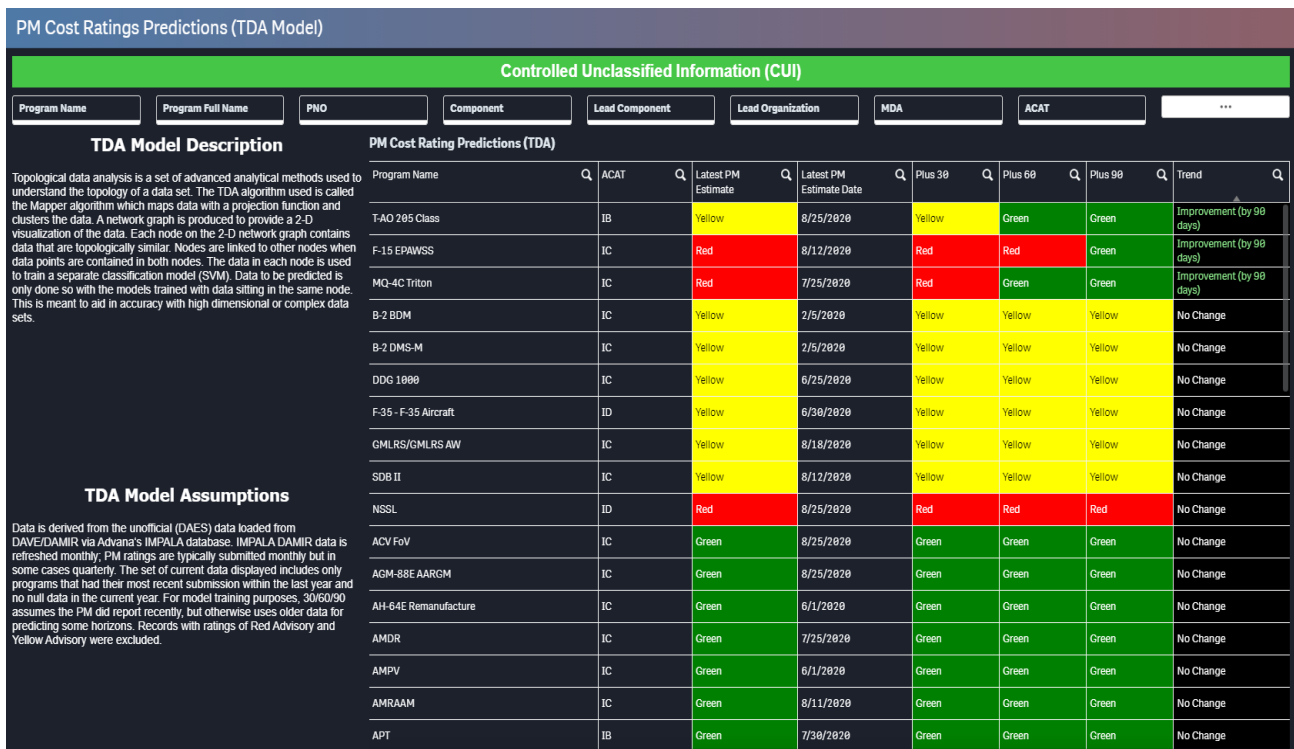 PM Cost Ratings Predictions (TDA Model)
Controlled Unclassified Information (CUI)
Program Name Program Full Name PNO Component Lead Component Lead Organization MDA ACAT ...
TDA Model Description
Topological data analysis is a set of advanced analytical methods used to
understand the topology of a data set. The TDA algorithm used is called
the Mapper algorithm which maps data with a projection function and
clusters the data. A network graph is produced to provide a 2-D
visualization of the data. Each node on the 2-D network graph contains
data that are topologically similar. Nodes are linked to other nodes when
data points are contained in both nodes. The data in each node is used
to train a separate classification model (SVM). Data to be predicted is
only done so with the models trained with data sitting in the same node.
This is meant to aid in accuracy with high dimensional or complex data
sets.
TDA Model Assumptions
Data is derived from the unofficial (DAES) data loaded from
DAVE/DAMIR via Advana's IMPALA database. IMPALA DAMIR data is
refreshed monthly; PM ratings are typically submitted monthly but in
some cases quarterly. The set of current data displayed includes only
programs that had their most recent submission within the last year and
no null data in the current year. For model training purposes, 30/60/90
assumes the PM did report recently, but otherwise uses older data for
predicting some horizons. Records with ratings of Red Advisory and
Yellow Advisory were excluded.
PM Cost Rating Predictions (TDA)
Program Name ACAT Latest PM Estimate Latest PM Estimate Date Plus 30 Plus 60 Plus 90 Trend
T-AO 205 Class IB Yellow 8/25/2020 Yellow Green Green Improvement (by 90 days)
F-15 EPAWSS IC Red 8/12/2020 Red Red Green Improvement (by 90 days)
MQ-4C Triton IC Red 7/25/2020 Red Green Green Improvement (by 90 days)
B-2 BDM IC Yellow 2/5/2020 Yellow Yellow Yellow No Change
B-2 DMS-M IC Yellow 2/5/2020 Yellow Yellow Yellow No Change
DDG 1000 IC Yellow 6/25/2020 Yellow Yellow Yellow No Change
F-35 - F-35 Aircraft ID Yellow 6/30/2020 Yellow Yellow Yellow No Change
GMLRS/GMLRS AW IC Yellow 8/18/2020 Yellow Yellow Yellow No Change
SDB II IC Yellow 8/12/2020 Yellow Yellow Yellow No Change
NSSL ID Red 8/25/2020 Red Red Red No Change
ACV FoV IC Green 8/25/2020 Green Green Green No Change
AGM-88E AARGM IC Green 8/25/2020 Green Green Green No Change
AH-64E Remanufacture IC Green 6/1/2020 Green Green Green No Change
AMDR IC Green 7/25/2020 Green Green Green No Change
AMPV IC Green 6/1/2020 Green Green Green No Change
AMRAAM IC Green 8/11/2020 Green Green Green No Change
APT IB Green 7/30/2020 Green Green Green No Change